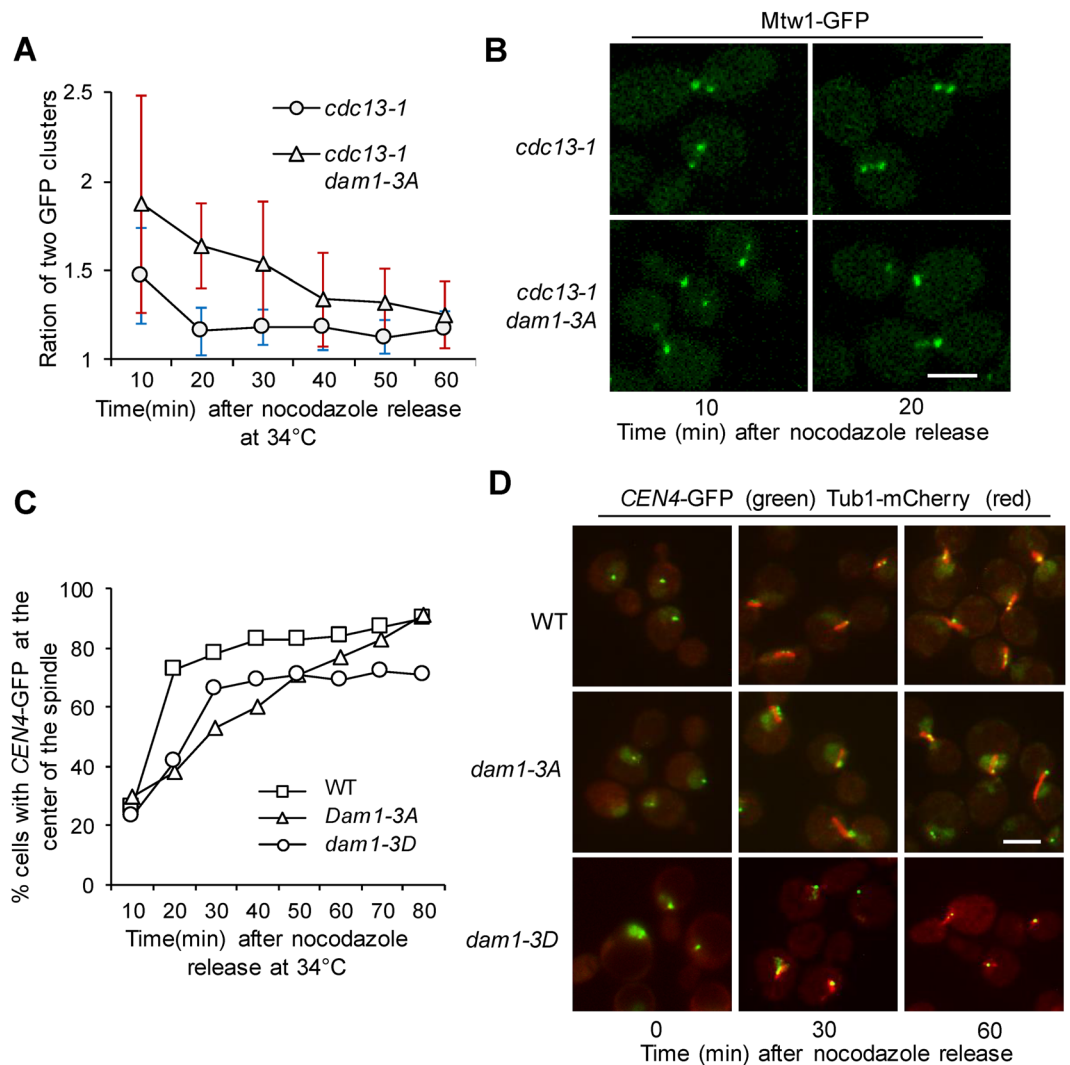 A
Ration of two GFP clusters
2.5
2
1.5
1
cdc13-1
cdc13-1
dam1-3A
10 20 30 40 50 60
Time(min) after nocodazole release
at 34°C
B
Mtw1-GFP
cdc13-1
cdc13-1
dam1-3A
10 20
Time (min) after nocodazole release
C
% cells with CEN4-GFP at the
center of the spindle
100
80
60
40
20
0
WT
Dam1-3A
dam1-3D
10 20 30 40 50 60 70 80
Time(min) after nocodazole
release at 34°C
D
CEN4-GFP (green) Tub1-mCherry (red)
WT
dam1-3A
dam1-3D
0 30 60
Time (min) after nocodazole release